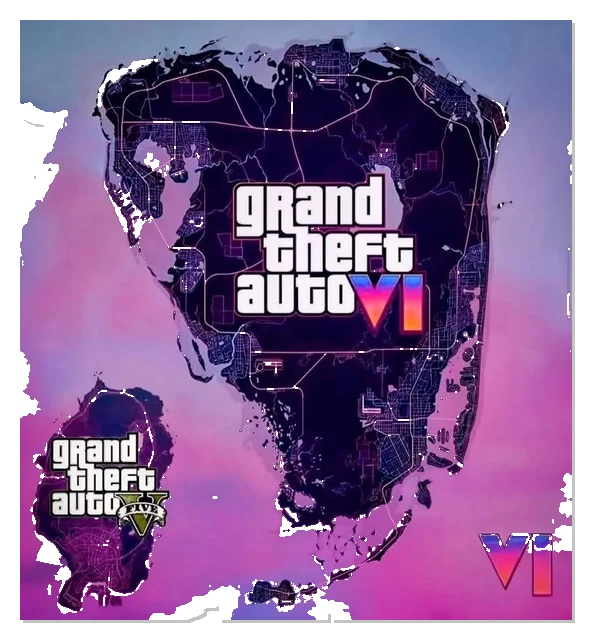 grand
theft
auto VI
grand
theft
auto V
FIVE
VI